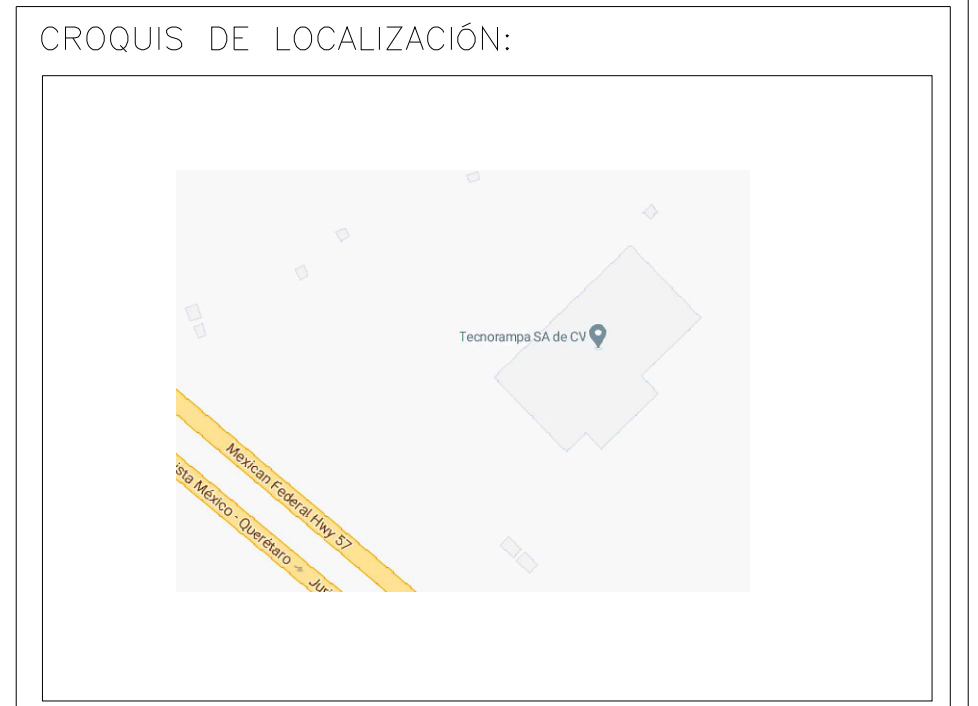 CROQUIS DE LOCALIZACIÓN:
Tecnorampa SA de CV
Mexican Federal Hwy 57
ista México - Querétaro